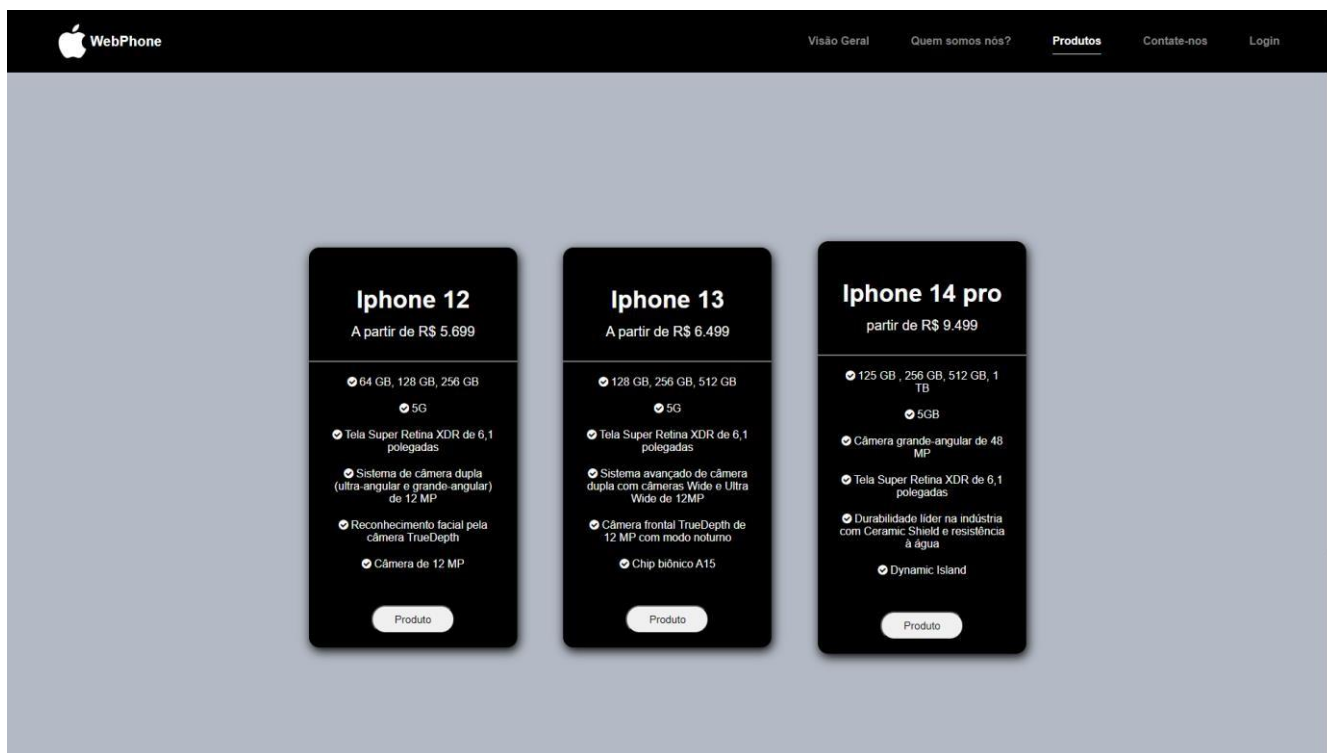 WebPhone
Visão Geral
Quem somos nós?
Produtos
Contate-nos
Login
Iphone 12
A partir de R$ 5.699
64 GB, 128 GB, 256 GB
5G
Tela Super Retina XDR de 6,1
polegadas
Sistema de câmera dupla
(ultra-angular e grande-angular)
de 12 MP
Reconhecimento facial pela
câmera TrueDepth
Câmera de 12 MP
Produto
Iphone 13
A partir de R$ 6.499
128 GB, 256 GB, 512 GB
5G
Tela Super Retina XDR de 6,1
polegadas
Sistema avançado de câmera
dupla com câmeras Wide e Ultra
Wide de 12MP
Câmera frontal TrueDepth de
12 MP com modo noturno
Chip biônico A15
Produto
Iphone 14 pro
partir de R$ 9.499
125 GB , 256 GB, 512 GB, 1
TB
5GB
Câmera grande-angular de 48
MP
Tela Super Retina XDR de 6,1
polegadas
Durabilidade líder na indústria
com Ceramic Shield e resistência
à água
Dynamic Island
Produto